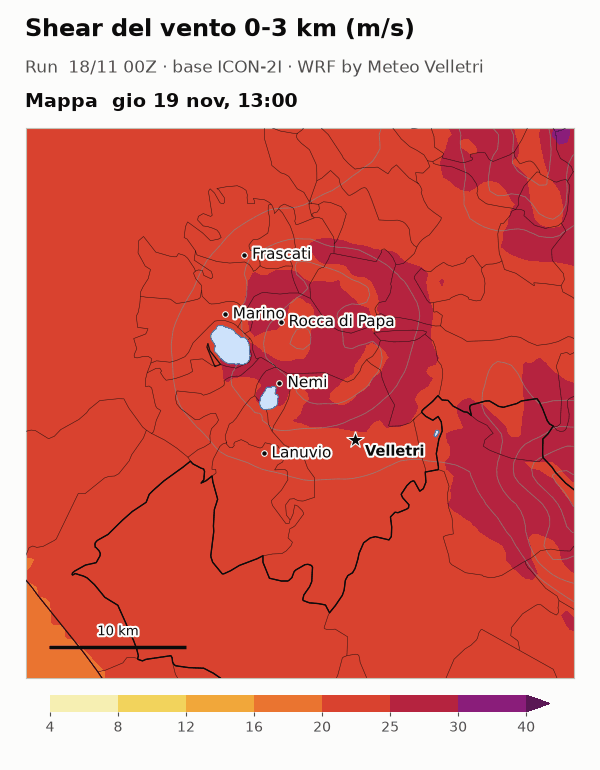 Shear del vento 0-3 km (m/s)
Run  18/11 00Z · base ICON-2I · WRF by Meteo Velletri
Mappa  gio 19 nov, 13:00
Frascati
Marino
Rocca di Papa
Nemi
Velletri
Lanuvio
10 km
4 8 12 16 20 25 30 40